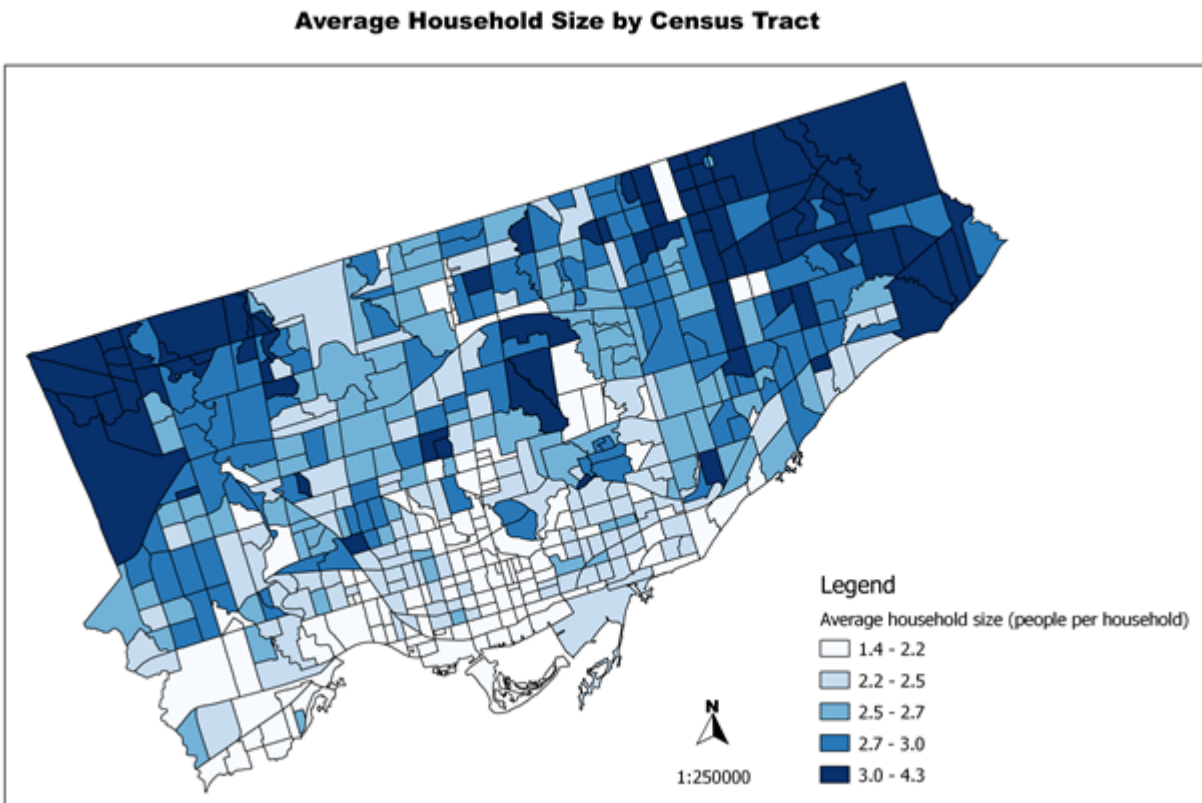 Average Household Size by Census Tract
Legend
Average household size (people per household)
1.4 - 2.2
2.2 - 2.5
2.5 - 2.7
2.7 - 3.0
3.0 - 4.3
N
1:250000